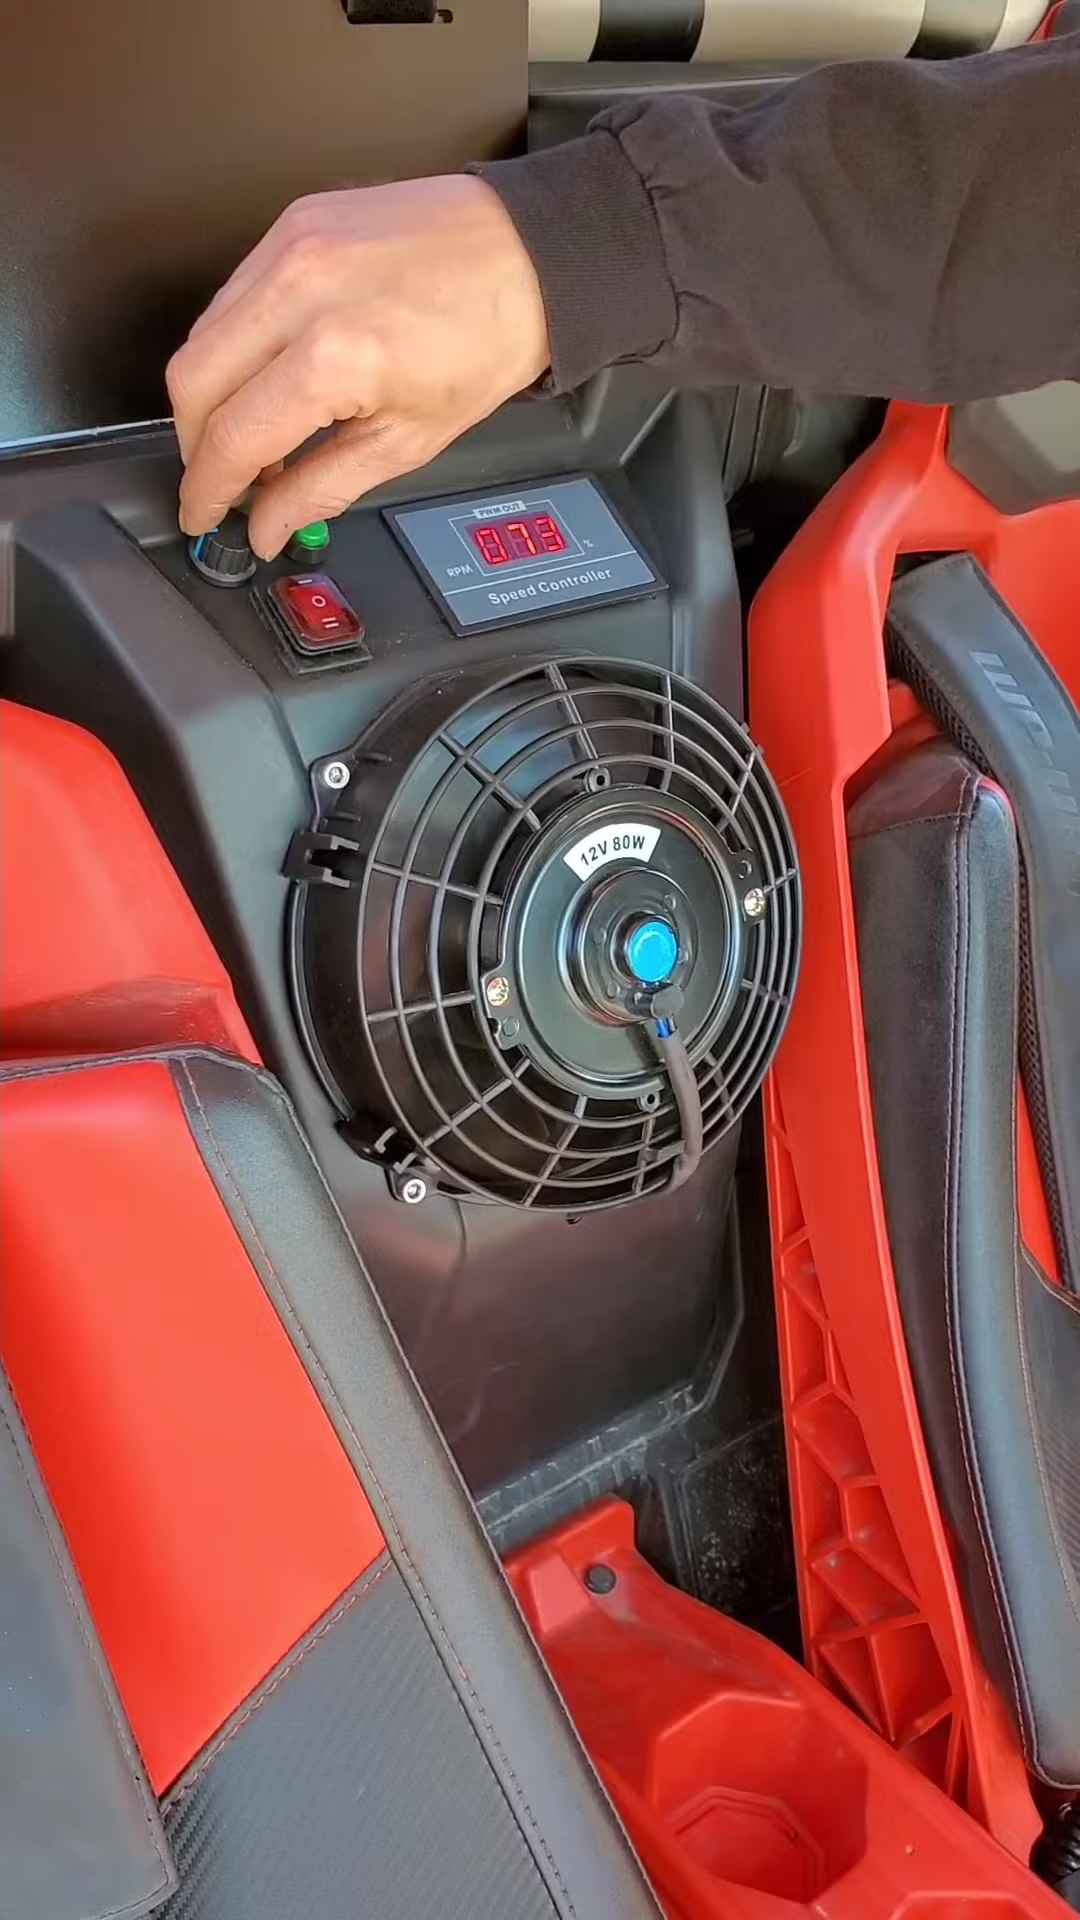 PWM OUT
073
%
RPM
Speed Controller
12V 80W